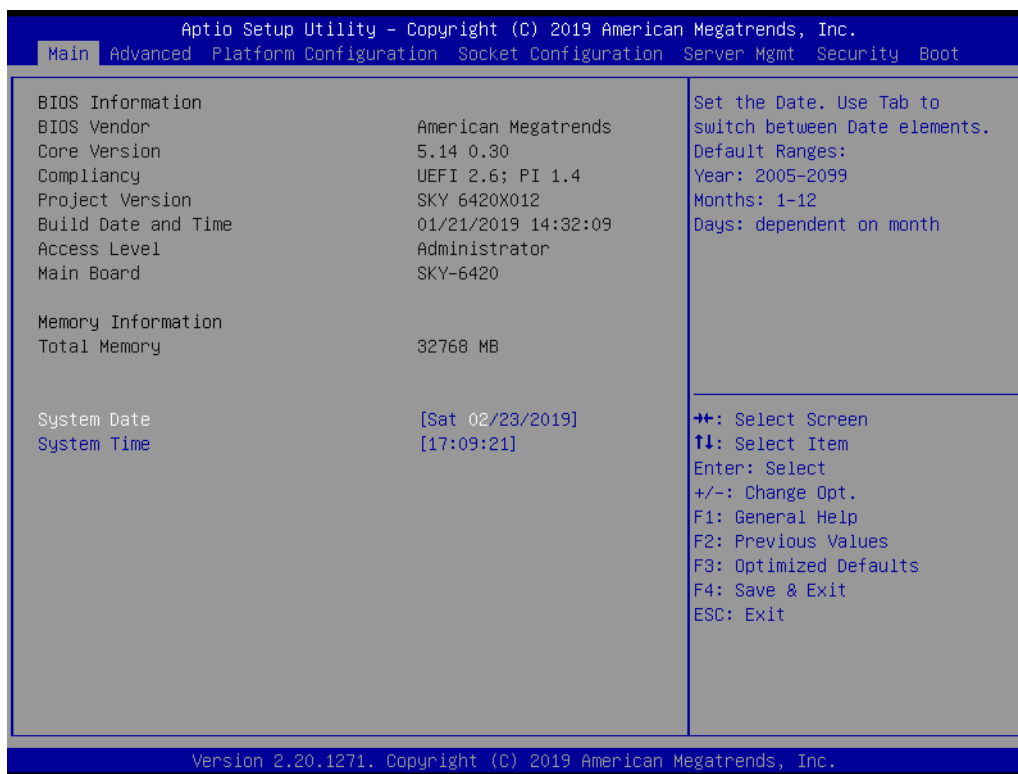 Aptio Setup Utility – Copyright (C) 2019 American Megatrends, Inc.
Main Advanced Platform Configuration Socket Configuration Server Mgmt Security Boot
BIOS Information
BIOS Vendor American Megatrends
Core Version 5.14 0.30
Compliancy UEFI 2.6; PI 1.4
Project Version SKY 6420X012
Build Date and Time 01/21/2019 14:32:09
Access Level Administrator
Main Board SKY-6420
Memory Information
Total Memory 32768 MB
System Date [Sat 02/23/2019]
System Time [17:09:21]
Set the Date. Use Tab to
switch between Date elements.
Default Ranges:
Year: 2005-2099
Months: 1-12
Days: dependent on month
→←: Select Screen
↑↓: Select Item
Enter: Select
+/-: Change Opt.
F1: General Help
F2: Previous Values
F3: Optimized Defaults
F4: Save & Exit
ESC: Exit
Version 2.20.1271. Copyright (C) 2019 American Megatrends, Inc.